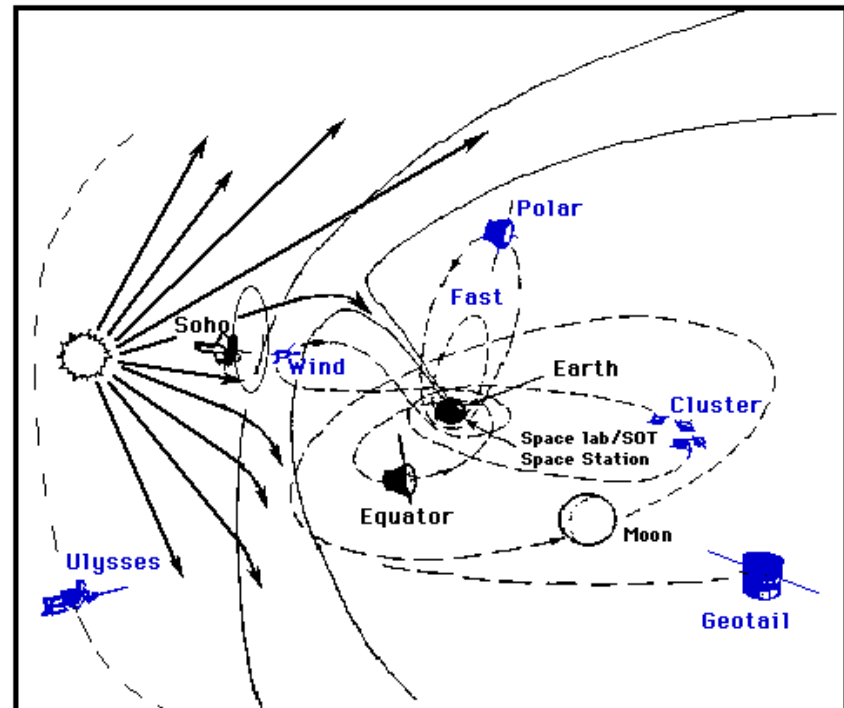 Polar
Fast
Soho
Wind
Earth
Cluster
Space lab/SOT
Space Station
Equator
Moon
Ulysses
Geotail